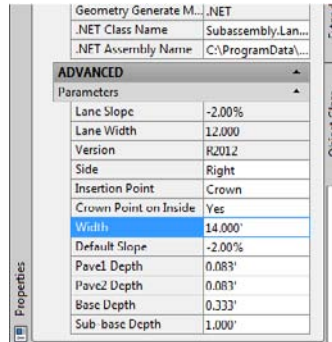 Geometry Generate M... .NET
.NET Class Name Subassembly.Lan...
.NET Assembly Name C:\ProgramData\...
ADVANCED
Parameters
Lane Slope -2.00%
Lane Width 12.000
Version R2012
Side Right
Insertion Point Crown
Crown Point on Inside Yes
Width 14.000'
Default Slope -2.00%
Pave1 Depth 0.083'
Pave2 Depth 0.083'
Base Depth 0.333'
Sub-base Depth 1.000'
Properties